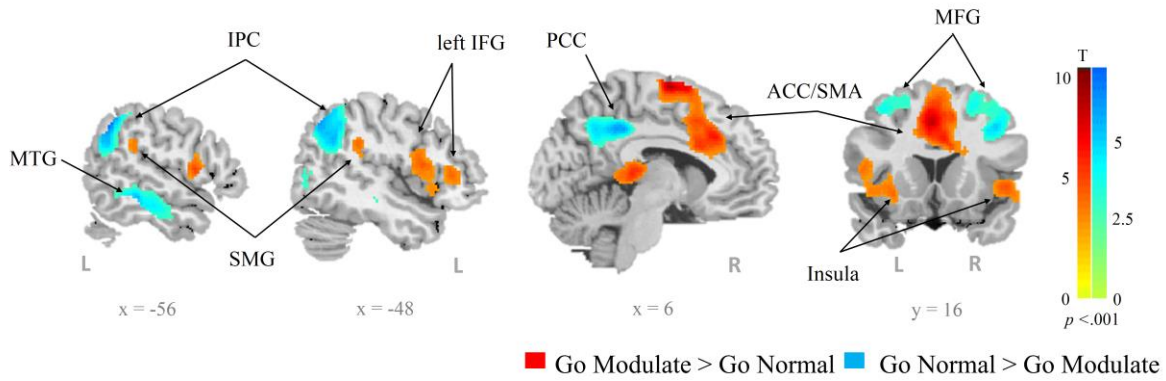 IPC
left IFG
MTG
SMG
L
L
x = -56
x = -48
PCC
ACC/SMA
R
x = 6
MFG
Insula
L
R
y = 16
T
10
5
0
5
2.5
0
p <.001
Go Modulate > Go Normal
Go Normal > Go Modulate